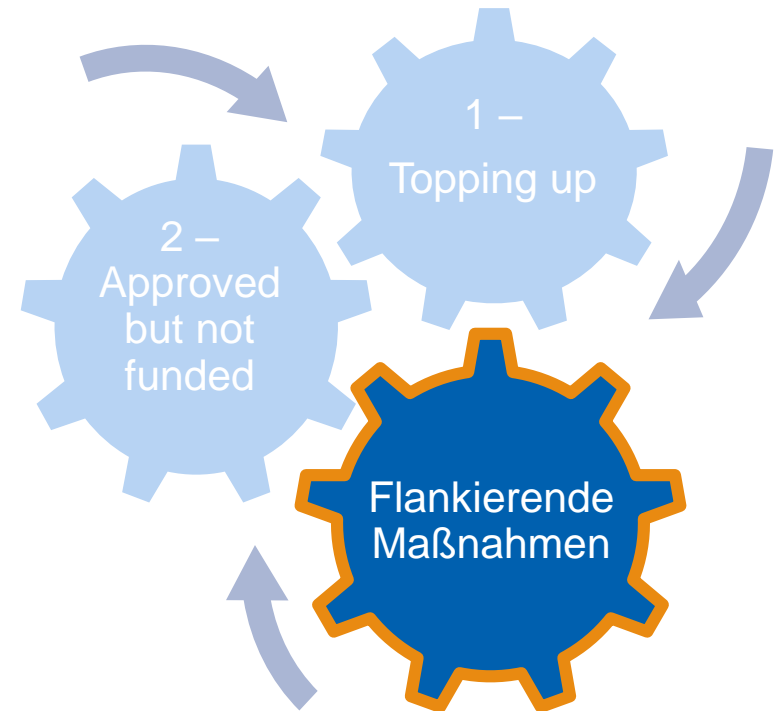 1 –
Topping up
2 –
Approved
but not
funded
Flankierende
Maßnahmen